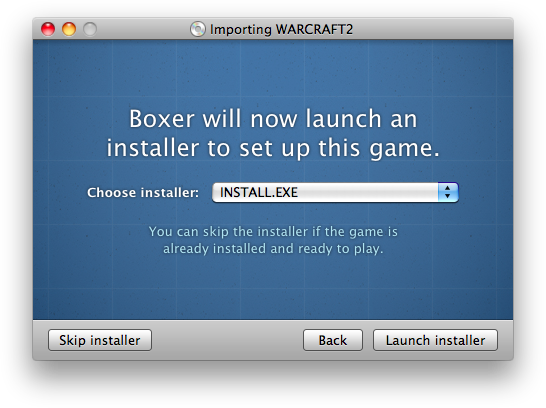 Importing WARCRAFT2
Boxer will now launch an
installer to set up this game.
Choose installer: INSTALL.EXE
You can skip the installer if the game is
already installed and ready to play.
Skip installer Back Launch installer